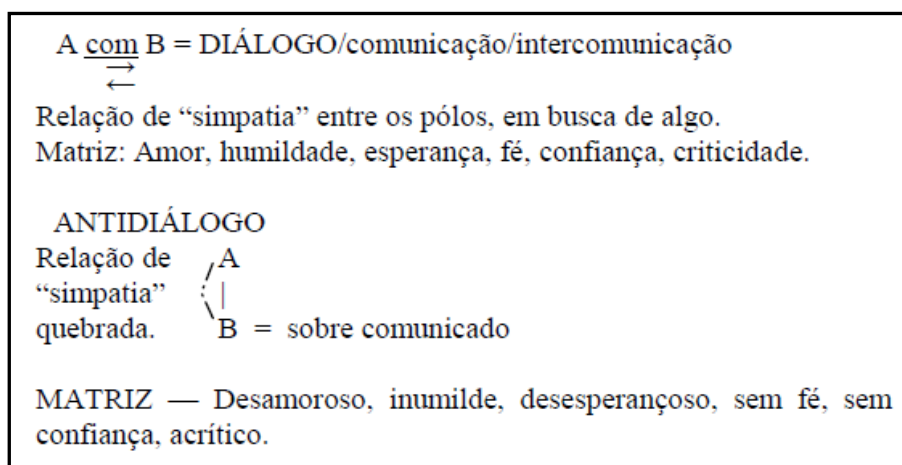 A com B = DIÁLOGO/comunicação/intercomunicação
Relação de “simpatia” entre os pólos, em busca de algo.
Matriz: Amor, humildade, esperança, fé, confiança, criticidade.
ANTIDIÁLOGO
Relação de A
“simpatia”
quebrada. B = sobre comunicado
MATRIZ — Desamoroso, inumilde, desesperançoso, sem fé, sem
confiança, acrítico.